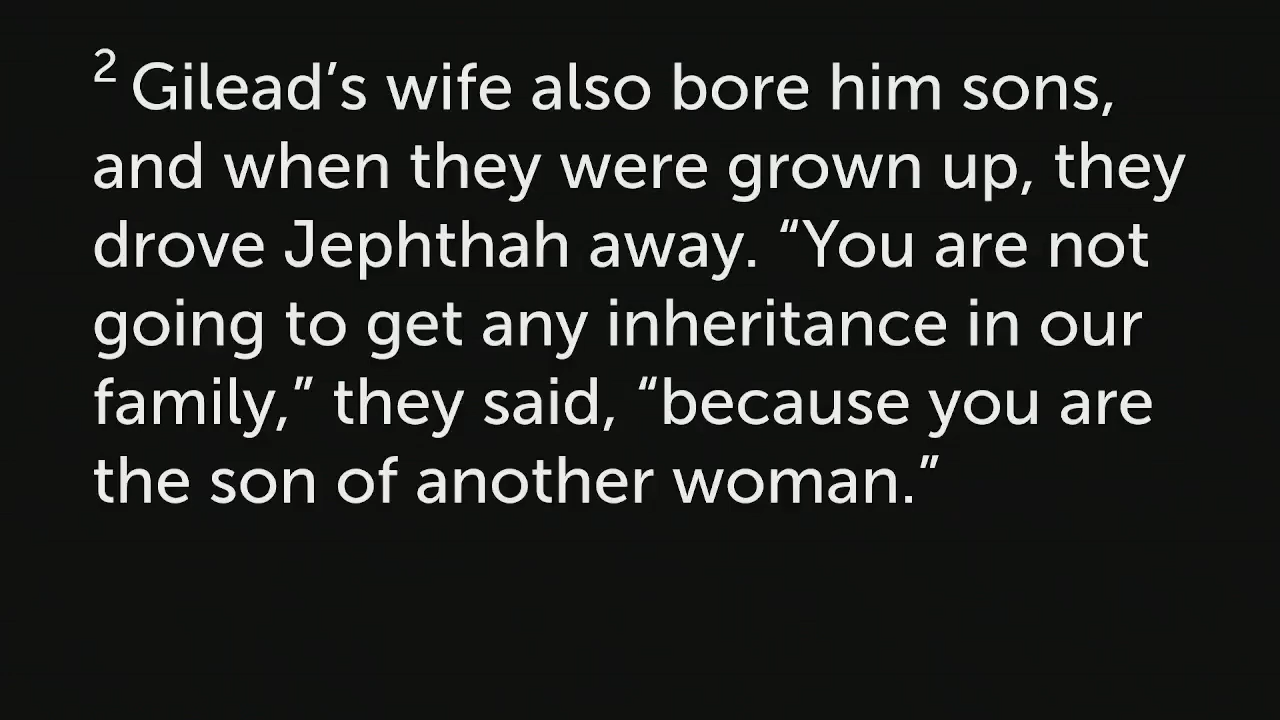 2 Gilead’s wife also bore him sons,
and when they were grown up, they
drove Jephthah away. “You are not
going to get any inheritance in our
family,” they said, “because you are
the son of another woman.”